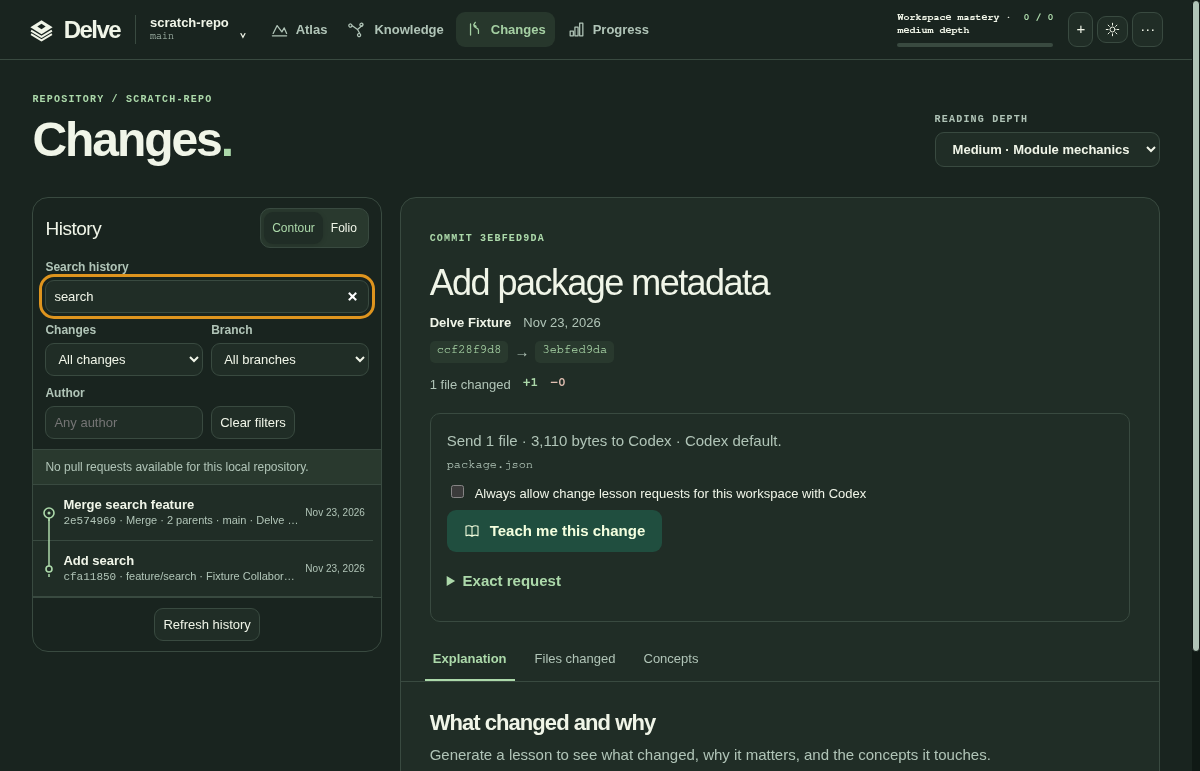 Delve
scratch-repo
main
Atlas
Knowledge
Changes
Progress
Workspace mastery · 0 / 0
medium depth
+
...
REPOSITORY / SCRATCH-REPO
Changes.
READING DEPTH
Medium · Module mechanics
History
Contour
Folio
Search history
search
Changes
Branch
All changes
All branches
Author
Any author
Clear filters
No pull requests available for this local repository.
Merge search feature
2e574969 · Merge · 2 parents · main · Delve ...
Nov 23, 2026
Add search
cfa11850 · feature/search · Fixture Collabor...
Nov 23, 2026
Refresh history
COMMIT 3EBFED9DA
Add package metadata
Delve Fixture Nov 23, 2026
ccf28f9d8 → 3ebfed9da
1 file changed +1 −0
Send 1 file · 3,110 bytes to Codex · Codex default.
package.json
Always allow change lesson requests for this workspace with Codex
Teach me this change
Exact request
Explanation
Files changed
Concepts
What changed and why
Generate a lesson to see what changed, why it matters, and the concepts it touches.